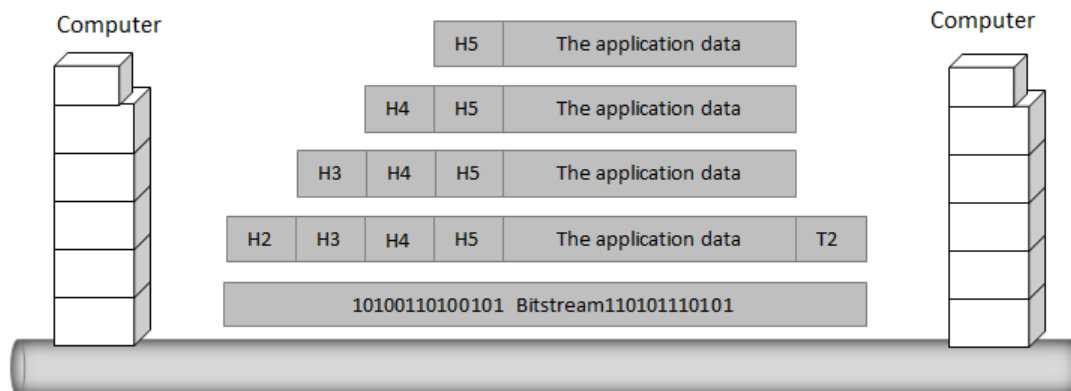 Computer
Computer
H5 The application data
H4 H5 The application data
H3 H4 H5 The application data
H2 H3 H4 H5 The application data T2
10100110100101 Bitstream110101110101